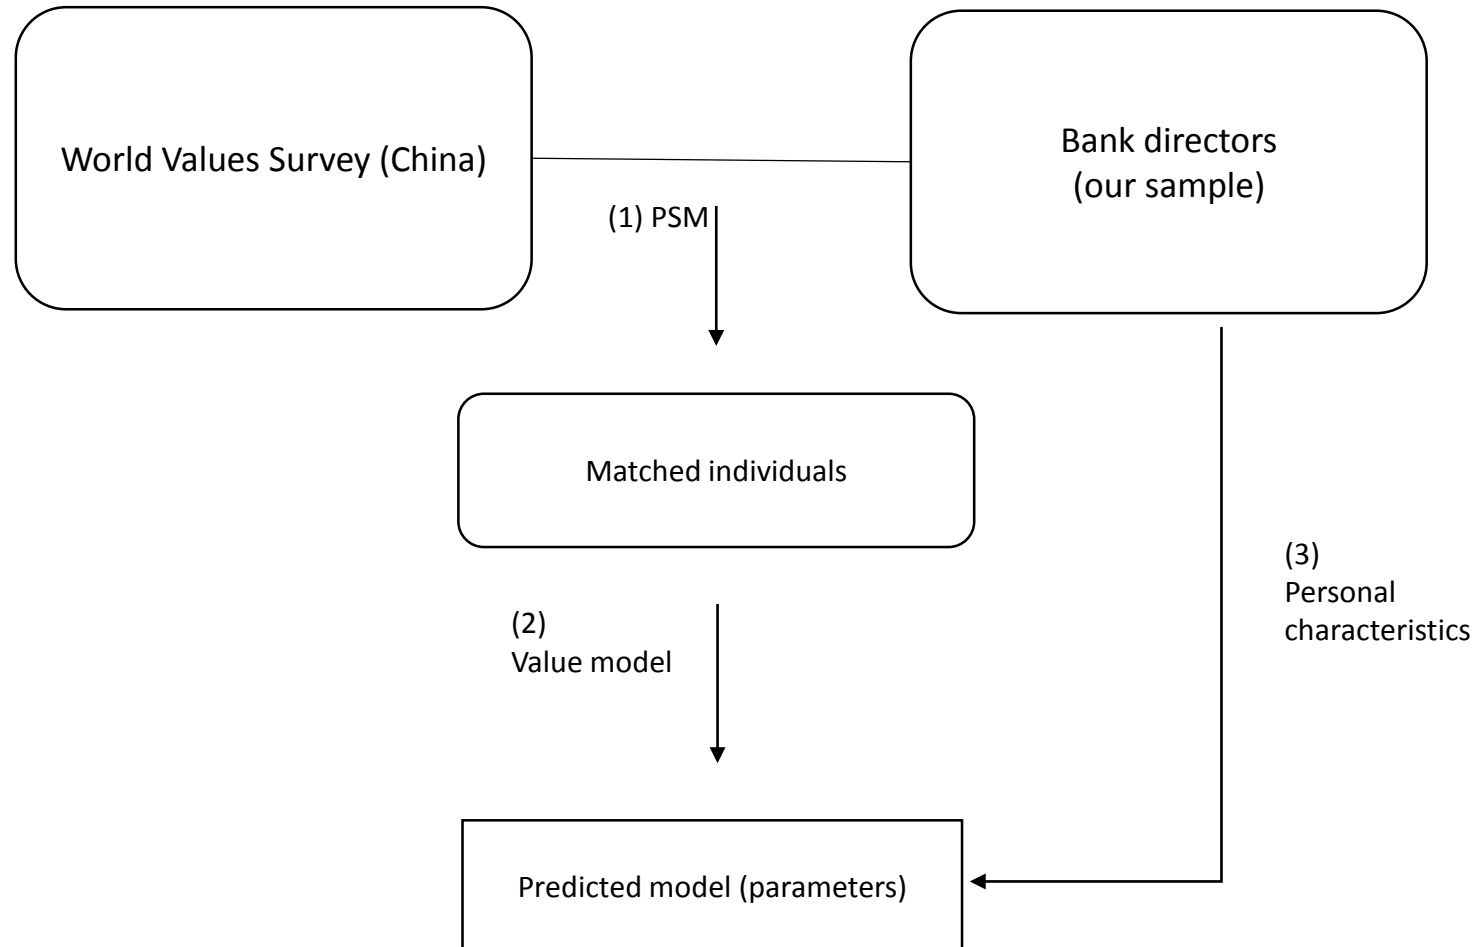 World Values Survey (China)
Bank directors
(our sample)
(1) PSM
Matched individuals
(2)
Value model
(3)
Personal
characteristics
Predicted model (parameters)